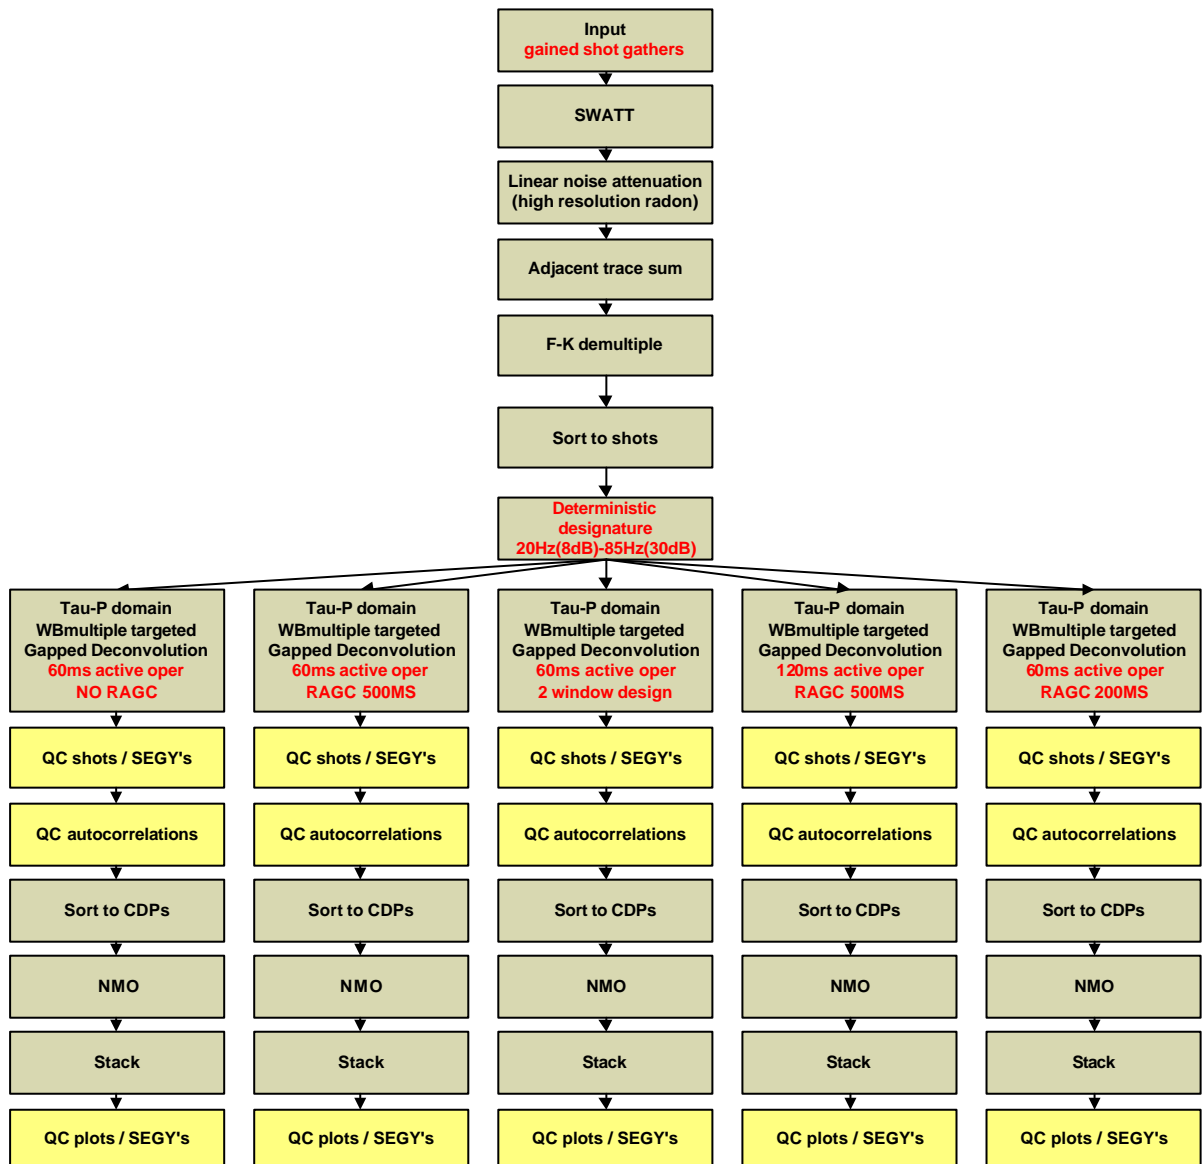 Input
gained shot gathers
SWATT
Linear noise attenuation
(high resolution radon)
Adjacent trace sum
F-K demultiple
Sort to shots
Deterministic
designature
20Hz(8dB)-85Hz(30dB)
Tau-P domain
WBmultiple targeted
Gapped Deconvolution
60ms active oper
NO RAGC
Tau-P domain
WBmultiple targeted
Gapped Deconvolution
60ms active oper
RAGC 500MS
Tau-P domain
WBmultiple targeted
Gapped Deconvolution
60ms active oper
2 window design
Tau-P domain
WBmultiple targeted
Gapped Deconvolution
120ms active oper
RAGC 500MS
Tau-P domain
WBmultiple targeted
Gapped Deconvolution
60ms active oper
RAGC 200MS
QC shots / SEGY's
QC shots / SEGY's
QC shots / SEGY's
QC shots / SEGY's
QC shots / SEGY's
QC autocorrelations
QC autocorrelations
QC autocorrelations
QC autocorrelations
QC autocorrelations
Sort to CDPs
Sort to CDPs
Sort to CDPs
Sort to CDPs
Sort to CDPs
NMO
NMO
NMO
NMO
NMO
Stack
Stack
Stack
Stack
Stack
QC plots / SEGY's
QC plots / SEGY's
QC plots / SEGY's
QC plots / SEGY's
QC plots / SEGY's